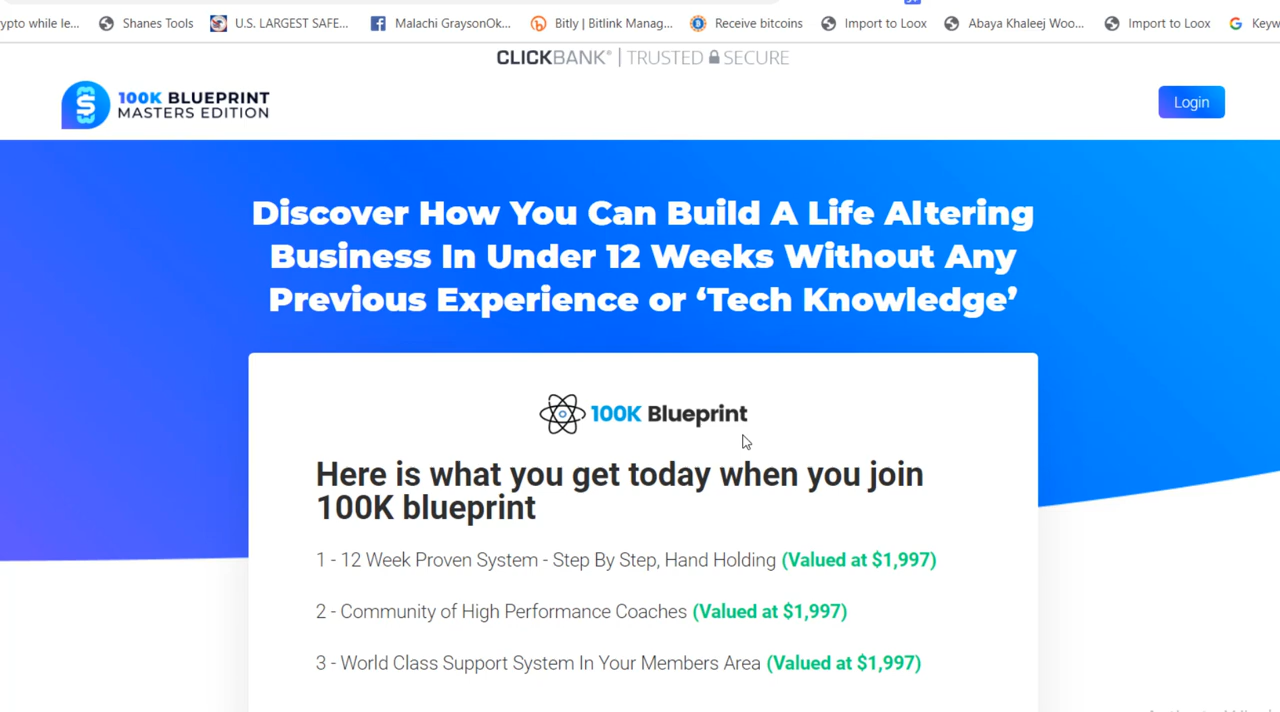 ypto while le...
Shanes Tools
U.S. LARGEST SAFE...
Malachi GraysonOk...
Bitly | Bitlink Manag...
Receive bitcoins
Import to Loox
Abaya Khaleej Woo...
Import to Loox
Keyw
CLICKBANK® | TRUSTED SECURE
100K BLUEPRINT
MASTERS EDITION
Login
Discover How You Can Build A Life Altering
Business In Under 12 Weeks Without Any
Previous Experience or ‘Tech Knowledge’
100K Blueprint
Here is what you get today when you join
100K blueprint
1 - 12 Week Proven System - Step By Step, Hand Holding (Valued at $1,997)
2 - Community of High Performance Coaches (Valued at $1,997)
3 - World Class Support System In Your Members Area (Valued at $1,997)